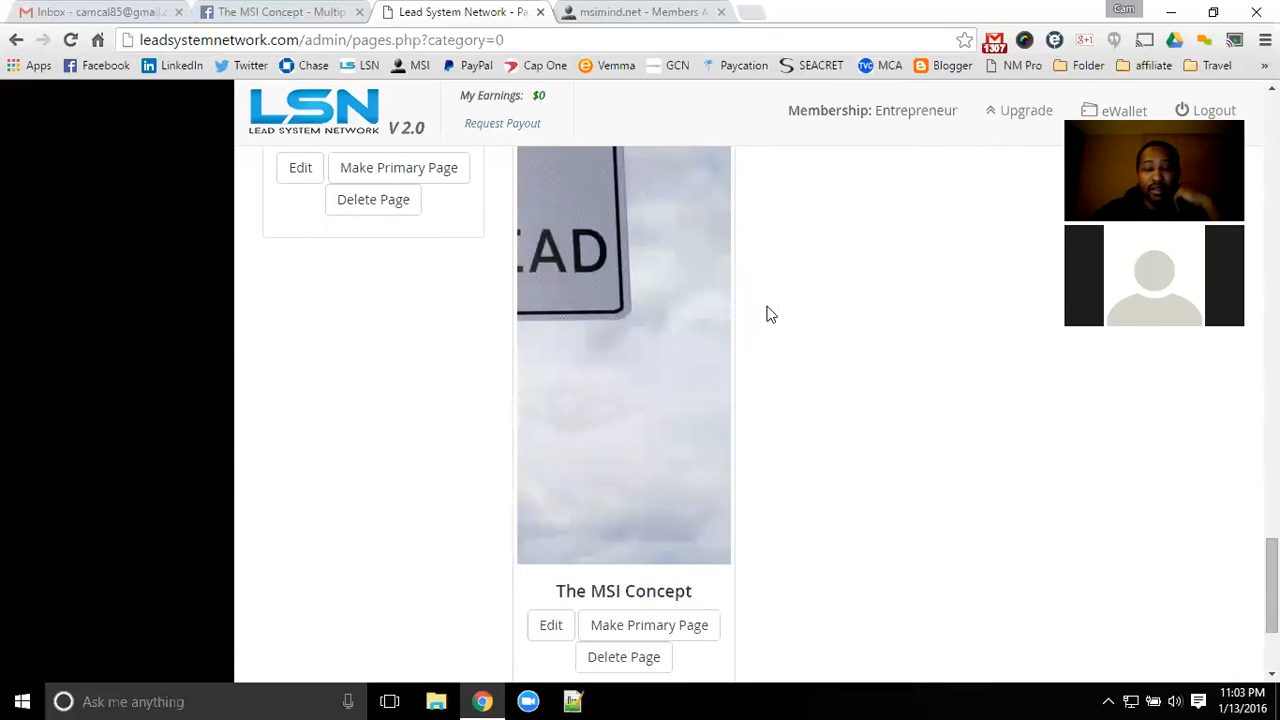 Inbox - camcal85@gmail.c
The MSI Concept - Multip
Lead System Network - Pa
msimind.net - Members A
Cam
leadsystemnetwork.com/admin/pages.php?category=0
1307
Apps Facebook LinkedIn Twitter Chase LSN MSI PayPal Cap One Vemma GCN Paycation SEACRET MCA Blogger NM Pro Folder affiliate Travel »
LSN
LEAD SYSTEM NETWORK V 2.0
My Earnings: $0
Request Payout
Membership: Entrepreneur
Upgrade
eWallet
Logout
Edit
Make Primary Page
Delete Page
EAD
The MSI Concept
Edit
Make Primary Page
Delete Page
Ask me anything
11:03 PM
1/13/2016